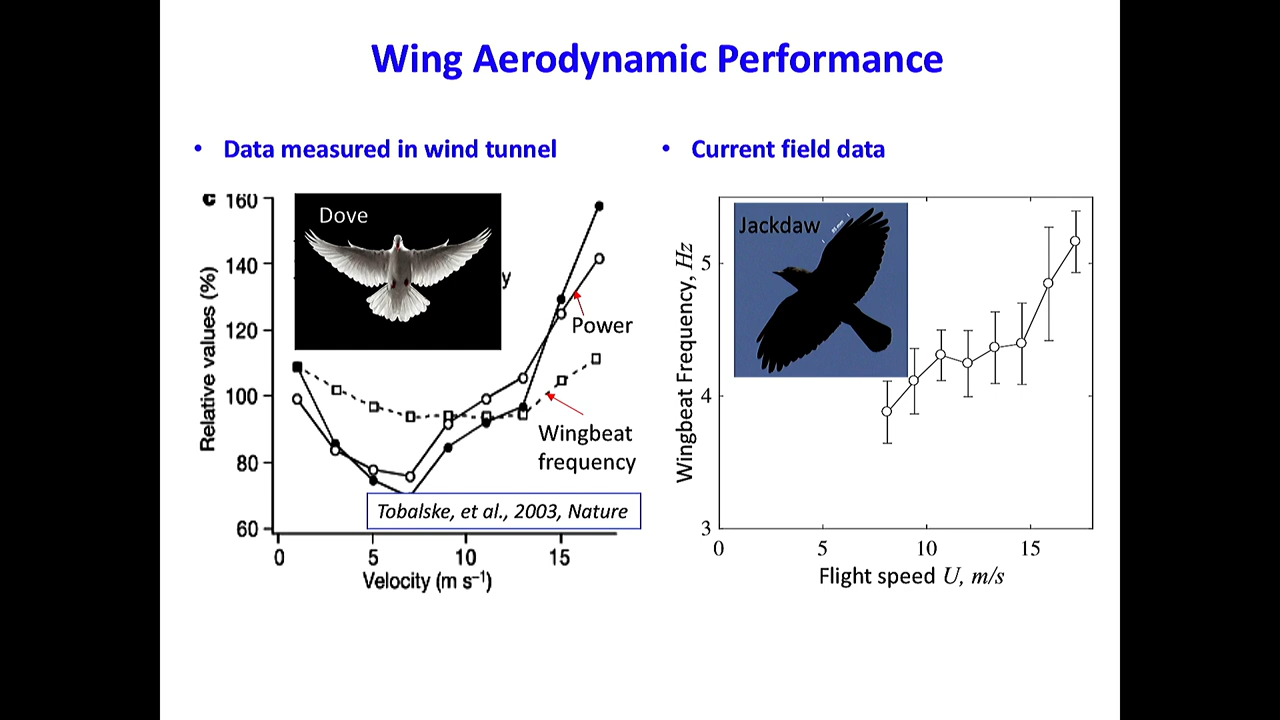 Wing Aerodynamic Performance
• Data measured in wind tunnel
c
160
140
120
100
80
60
Relative values (%)
Dove
y
Power
Wingbeat
frequency
Tobalske, et al., 2003, Nature
0 5 10 15
Velocity (m s⁻¹)
• Current field data
Jackdaw
Wingbeat Frequency, Hz
5
4
3
0 5 10 15
Flight speed U, m/s